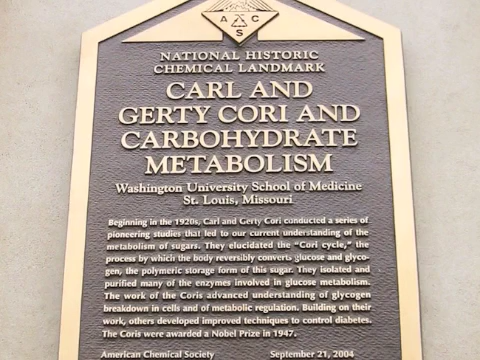 A C S
NATIONAL HISTORIC
CHEMICAL LANDMARK
CARL AND
GERTY CORI AND
CARBOHYDRATE
METABOLISM
Washington University School of Medicine
St. Louis, Missouri
Beginning in the 1920s, Carl and Gerty Cori conducted a series of
pioneering studies that led to our current understanding of the
metabolism of sugars. They elucidated the “Cori cycle,” the
process by which the body reversibly converts glucose and glyco-
gen, the polymeric storage form of this sugar. They isolated and
purified many of the enzymes involved in glucose metabolism.
The work of the Coris advanced understanding of glycogen
breakdown in cells and of metabolic regulation. Building on their
work, others developed improved techniques to control diabetes.
The Coris were awarded a Nobel Prize in 1947.
American Chemical Society September 21, 2004